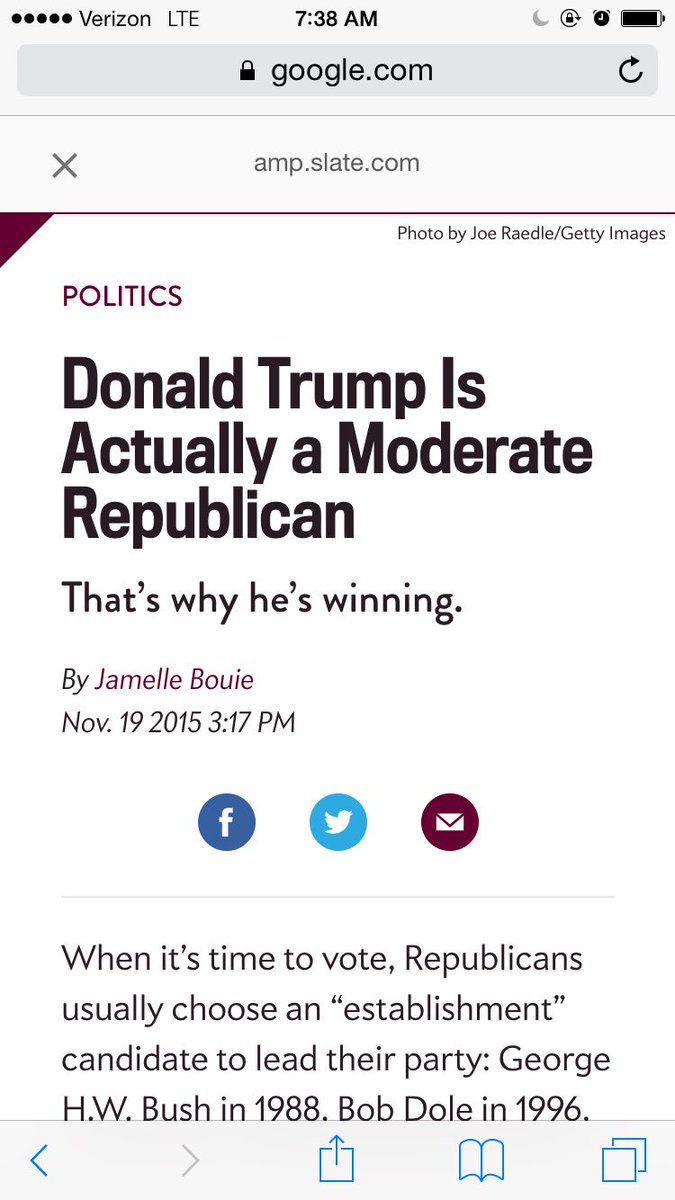 Verizon LTE 7:38 AM
google.com
amp.slate.com
Photo by Joe Raedle/Getty Images
POLITICS
Donald Trump Is
Actually a Moderate
Republican
That’s why he’s winning.
By Jamelle Bouie
Nov. 19 2015 3:17 PM
When it’s time to vote, Republicans
usually choose an “establishment”
candidate to lead their party: George
H.W. Bush in 1988, Bob Dole in 1996,